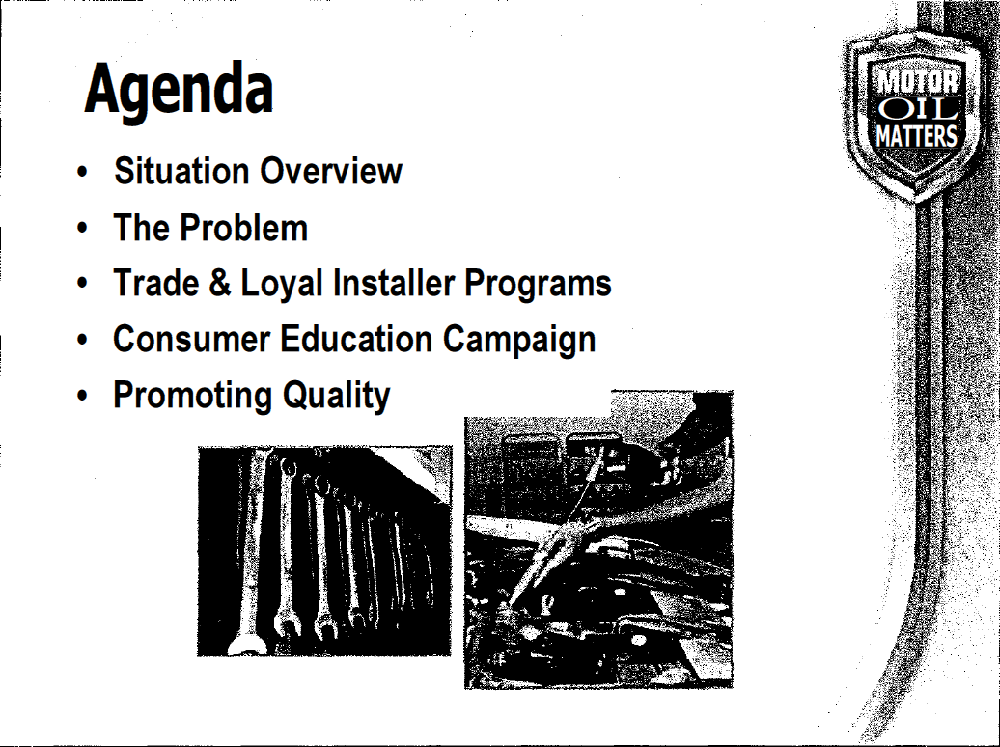 Agenda
• Situation Overview
• The Problem
• Trade & Loyal Installer Programs
• Consumer Education Campaign
• Promoting Quality
MOTOR
OIL
MATTERS